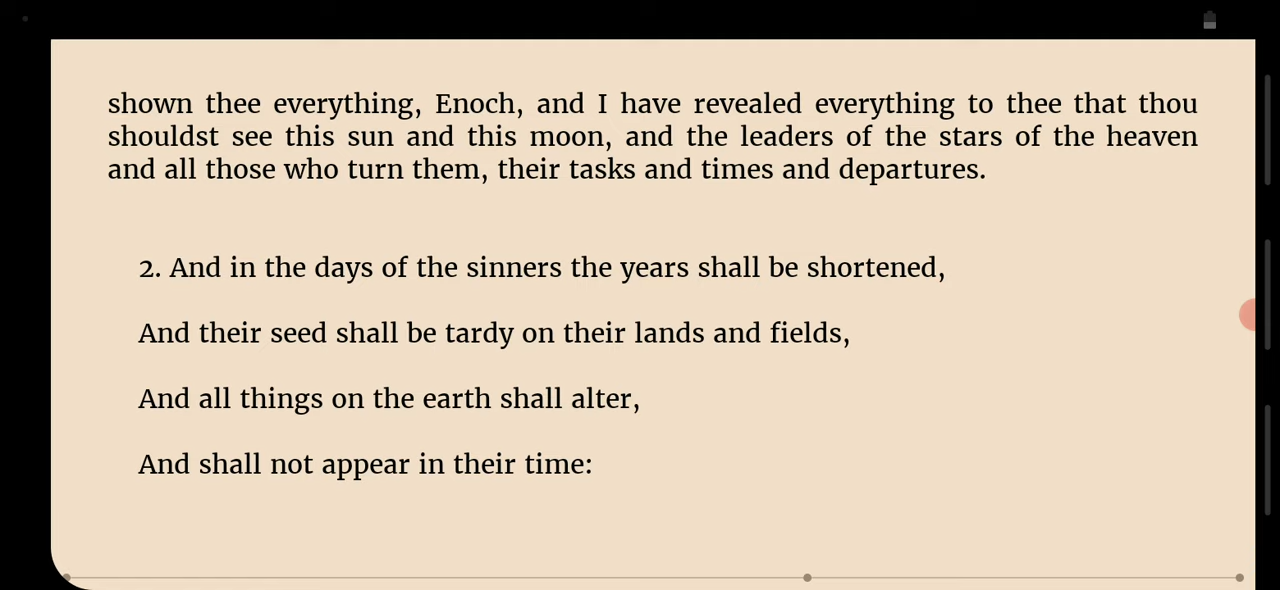 shown thee everything, Enoch, and I have revealed everything to thee that thou
shouldst see this sun and this moon, and the leaders of the stars of the heaven
and all those who turn them, their tasks and times and departures.
2. And in the days of the sinners the years shall be shortened,
And their seed shall be tardy on their lands and fields,
And all things on the earth shall alter,
And shall not appear in their time: